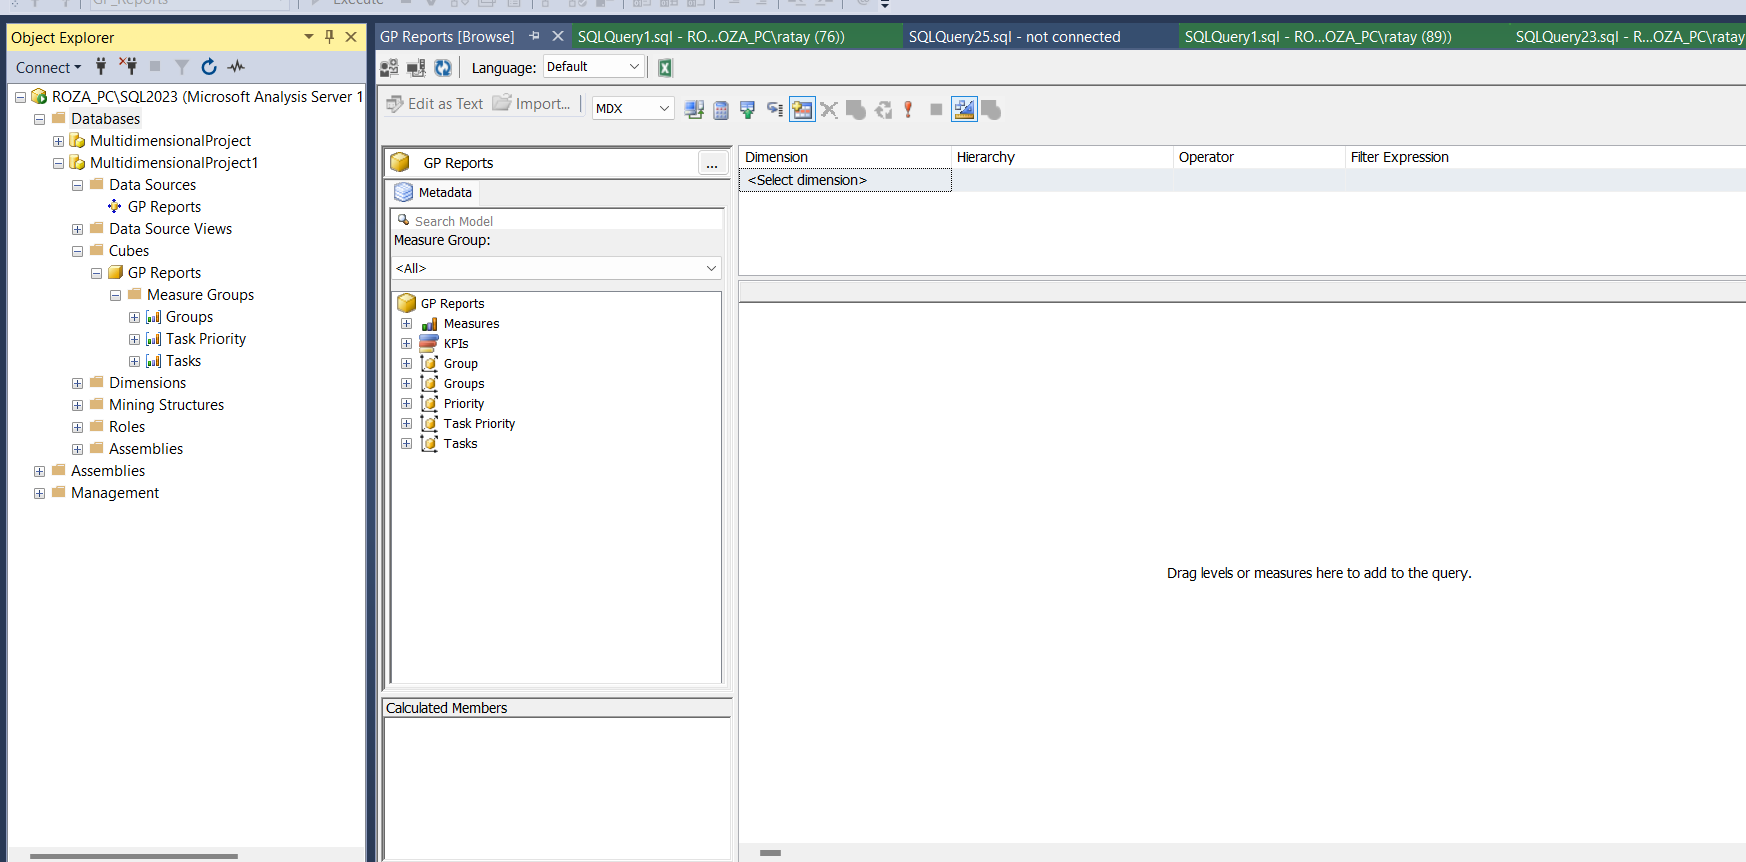 GP_Reports
Execute
Object Explorer
GP Reports [Browse]
SQLQuery1.sql - RO...OZA_PC\ratay (76))
SQLQuery25.sql - not connected
SQLQuery1.sql - RO...OZA_PC\ratay (89))
SQLQuery23.sql - R...OZA_PC\ratay
Connect
Language:
Default
ROZA_PC\SQL2023 (Microsoft Analysis Server 1
Databases
MultidimensionalProject
MultidimensionalProject1
Data Sources
GP Reports
Data Source Views
Cubes
GP Reports
Measure Groups
Groups
Task Priority
Tasks
Dimensions
Mining Structures
Roles
Assemblies
Assemblies
Management
Edit as Text
Import...
MDX
GP Reports
...
Metadata
Search Model
Measure Group:
<All>
GP Reports
Measures
KPIs
Group
Groups
Priority
Task Priority
Tasks
Calculated Members
Dimension
Hierarchy
Operator
Filter Expression
<Select dimension>
Drag levels or measures here to add to the query.